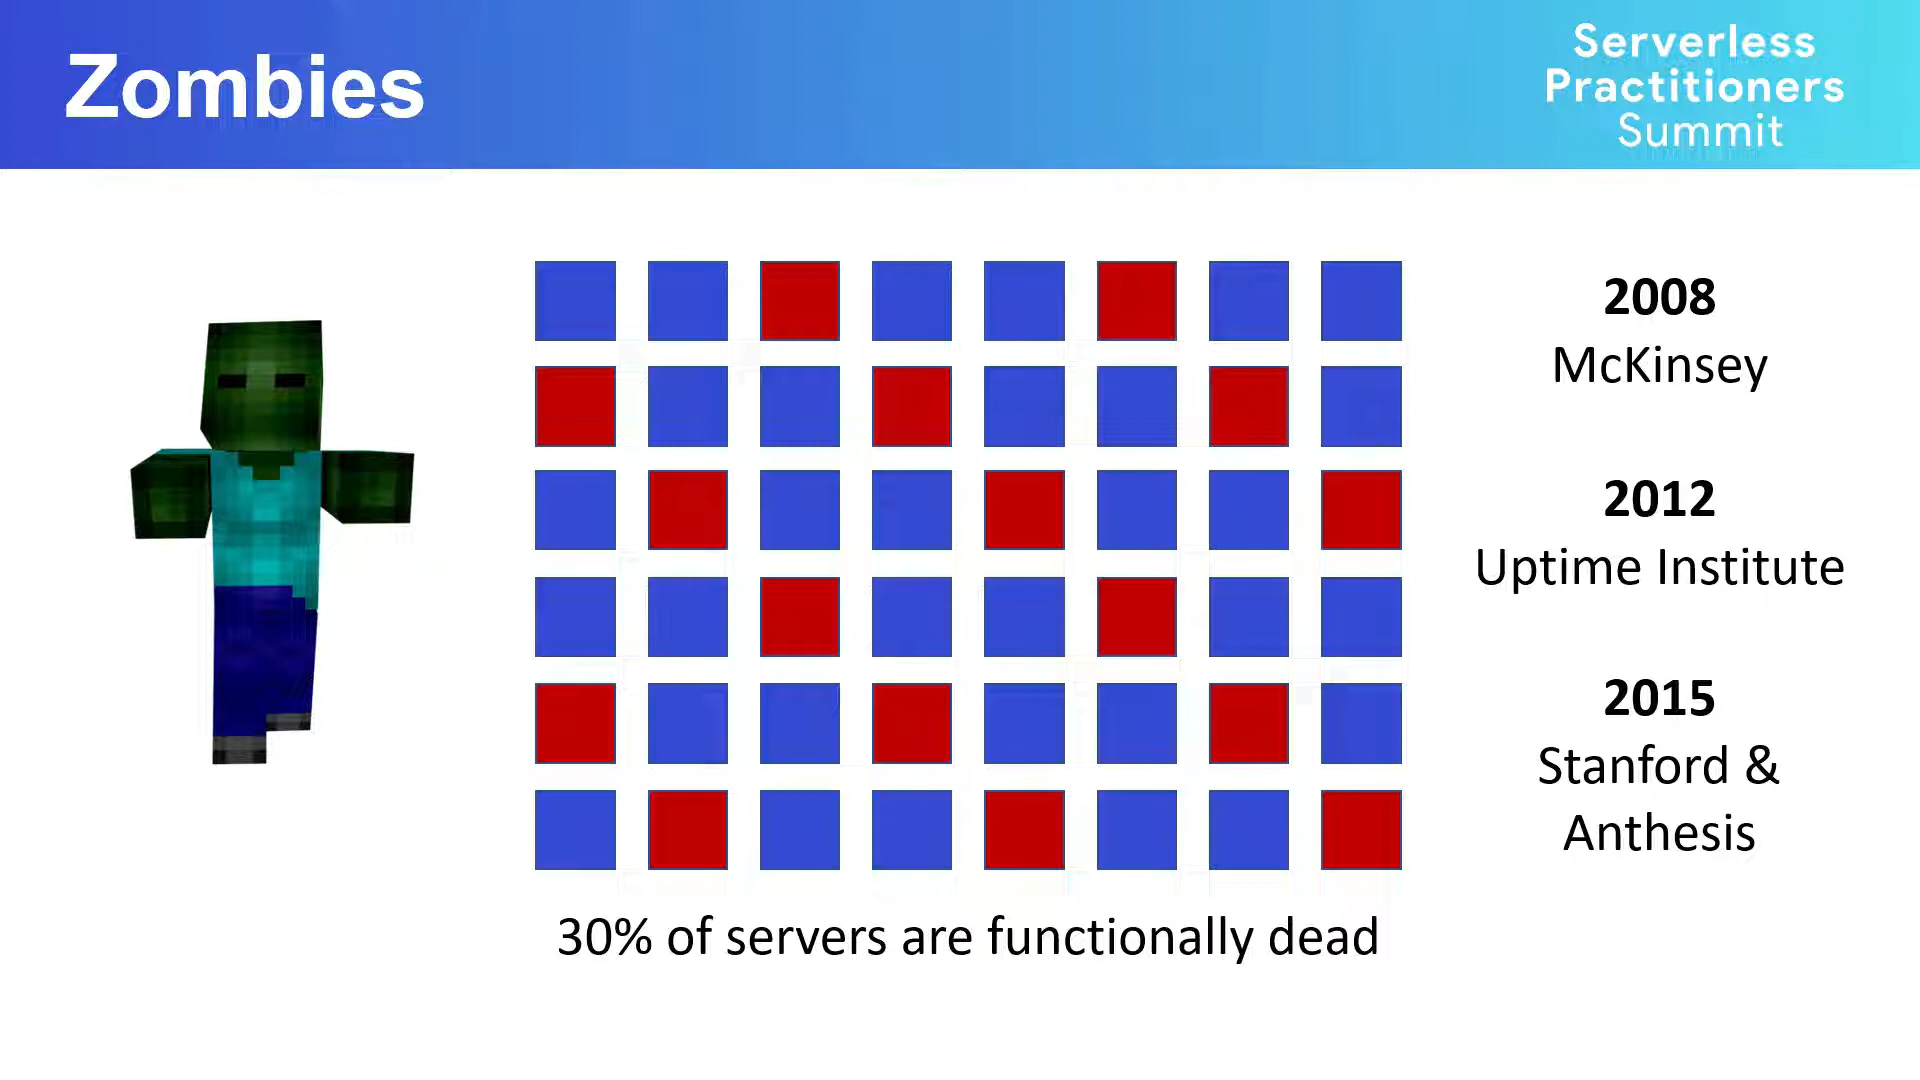 Zombies
Serverless
Practitioners
Summit
2008
McKinsey
2012
Uptime Institute
2015
Stanford &
Anthesis
30% of servers are functionally dead